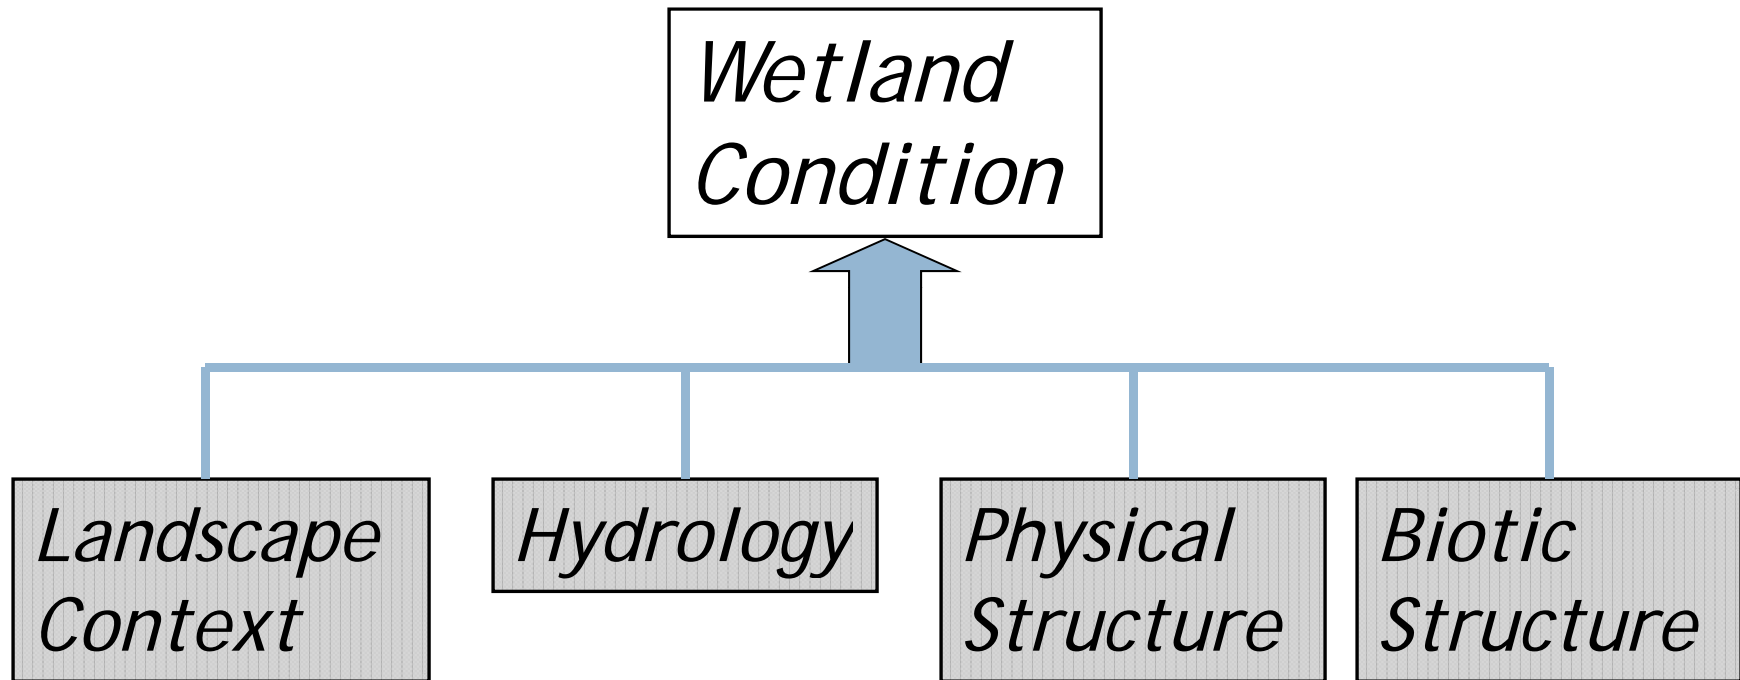 Wetland
Condition
Landscape
Context
Hydrology
Physical
Structure
Biotic
Structure